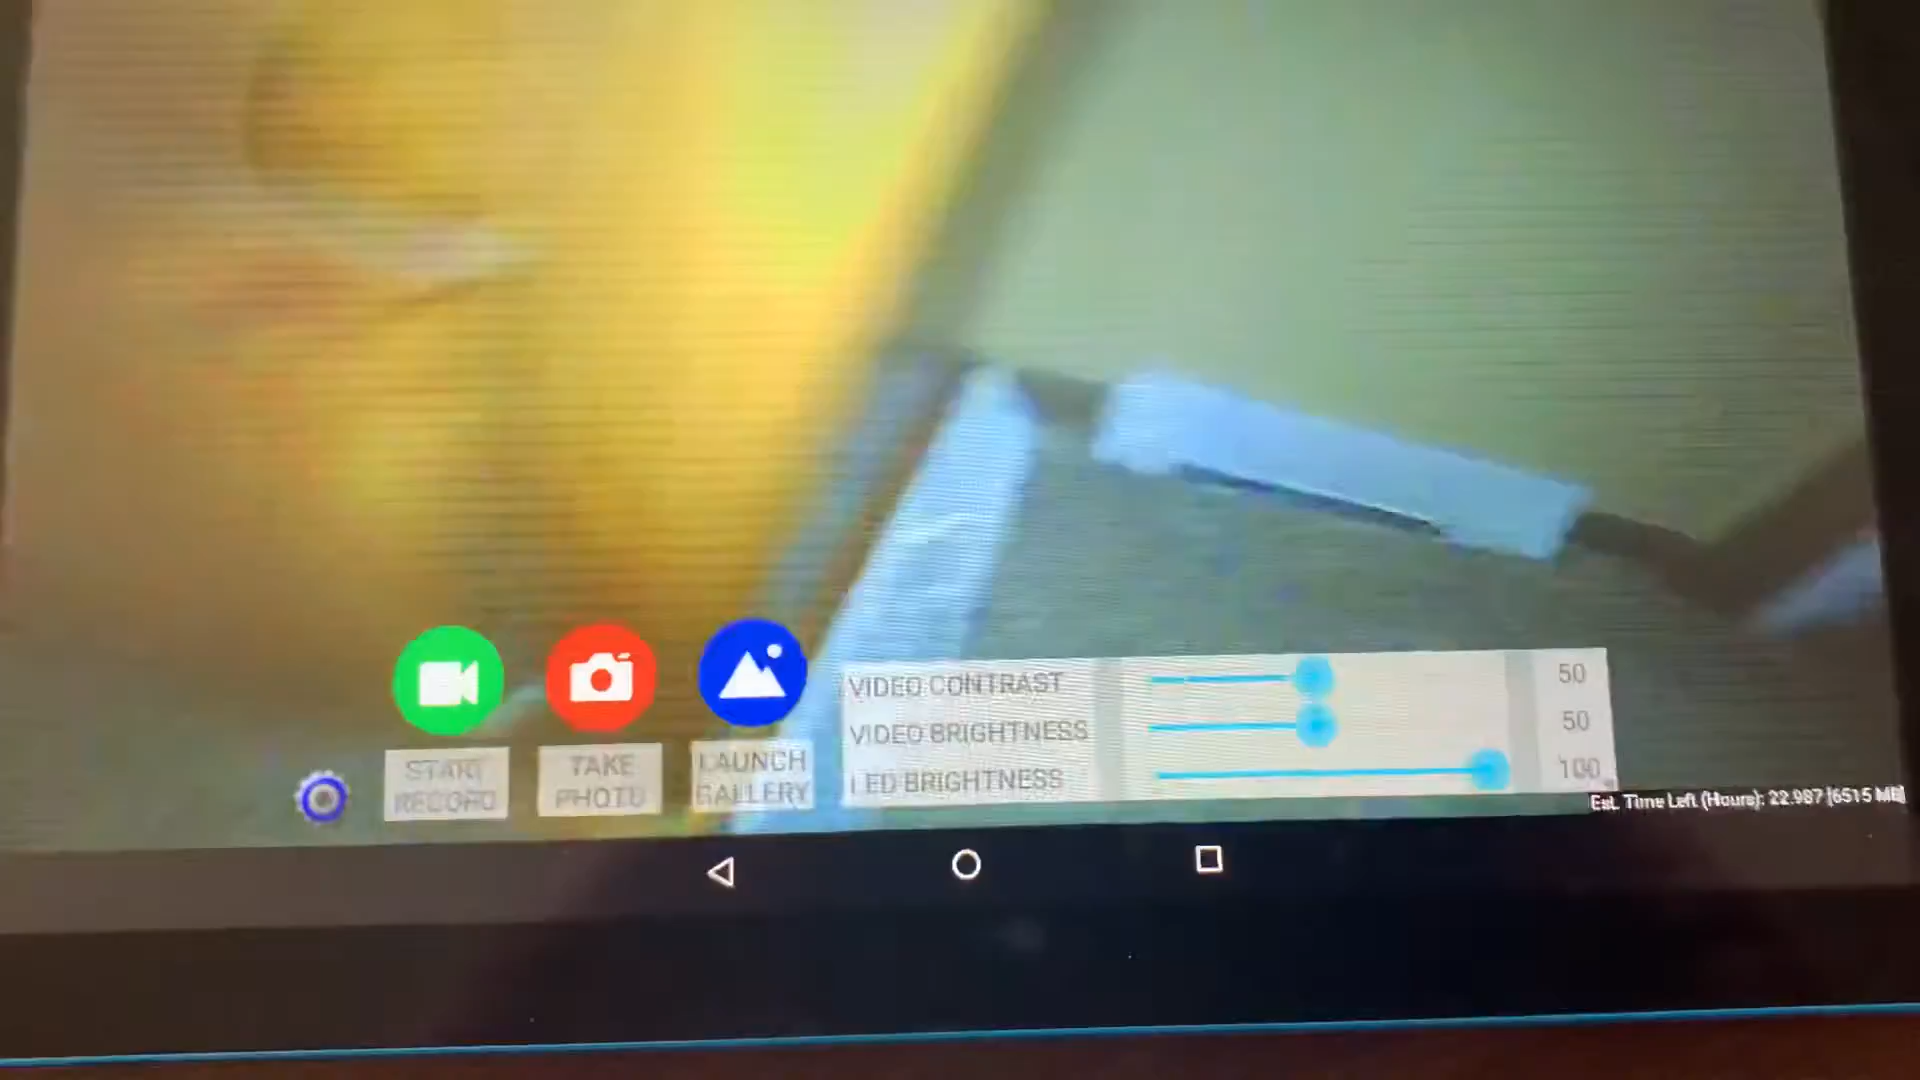 START
RECORD
TAKE
PHOTO
LAUNCH
GALLERY
VIDEO CONTRAST 50
VIDEO BRIGHTNESS 50
LED BRIGHTNESS 100
Est. Time Left (Hours): 22.987 [6515 MB]